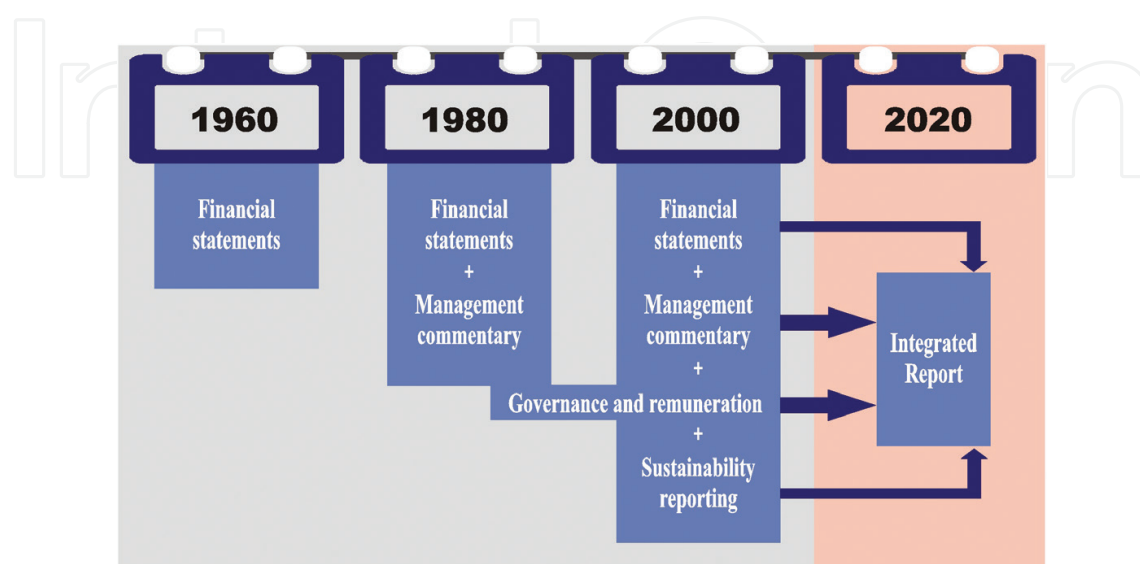 1960
Financial
statements
1980
Financial
statements
+
Management
commentary
2000
Financial
statements
+
Management
commentary
+
Governance and remuneration
+
Sustainability
reporting
2020
Integrated
Report